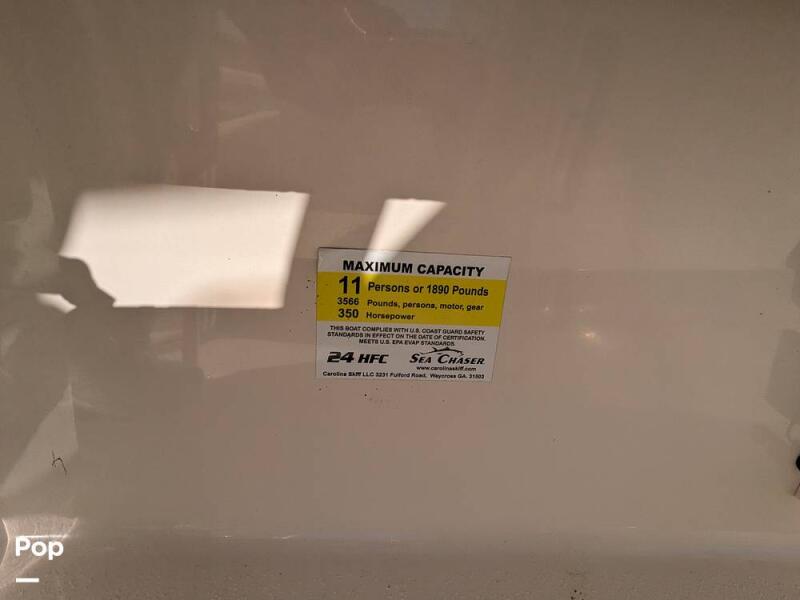 MAXIMUM CAPACITY
11 Persons or 1890 Pounds
3566 Pounds, persons, motor, gear
350 Horsepower
THIS BOAT COMPLIES WITH U.S. COAST GUARD SAFETY
STANDARDS IN EFFECT ON THE DATE OF CERTIFICATION.
MEETS U.S. EPA EVAP STANDARDS.
24 HFC SEA CHASER
www.carolinaskiff.com
Carolina Skiff LLC 3231 Fulford Road, Waycross GA. 31503
Pop